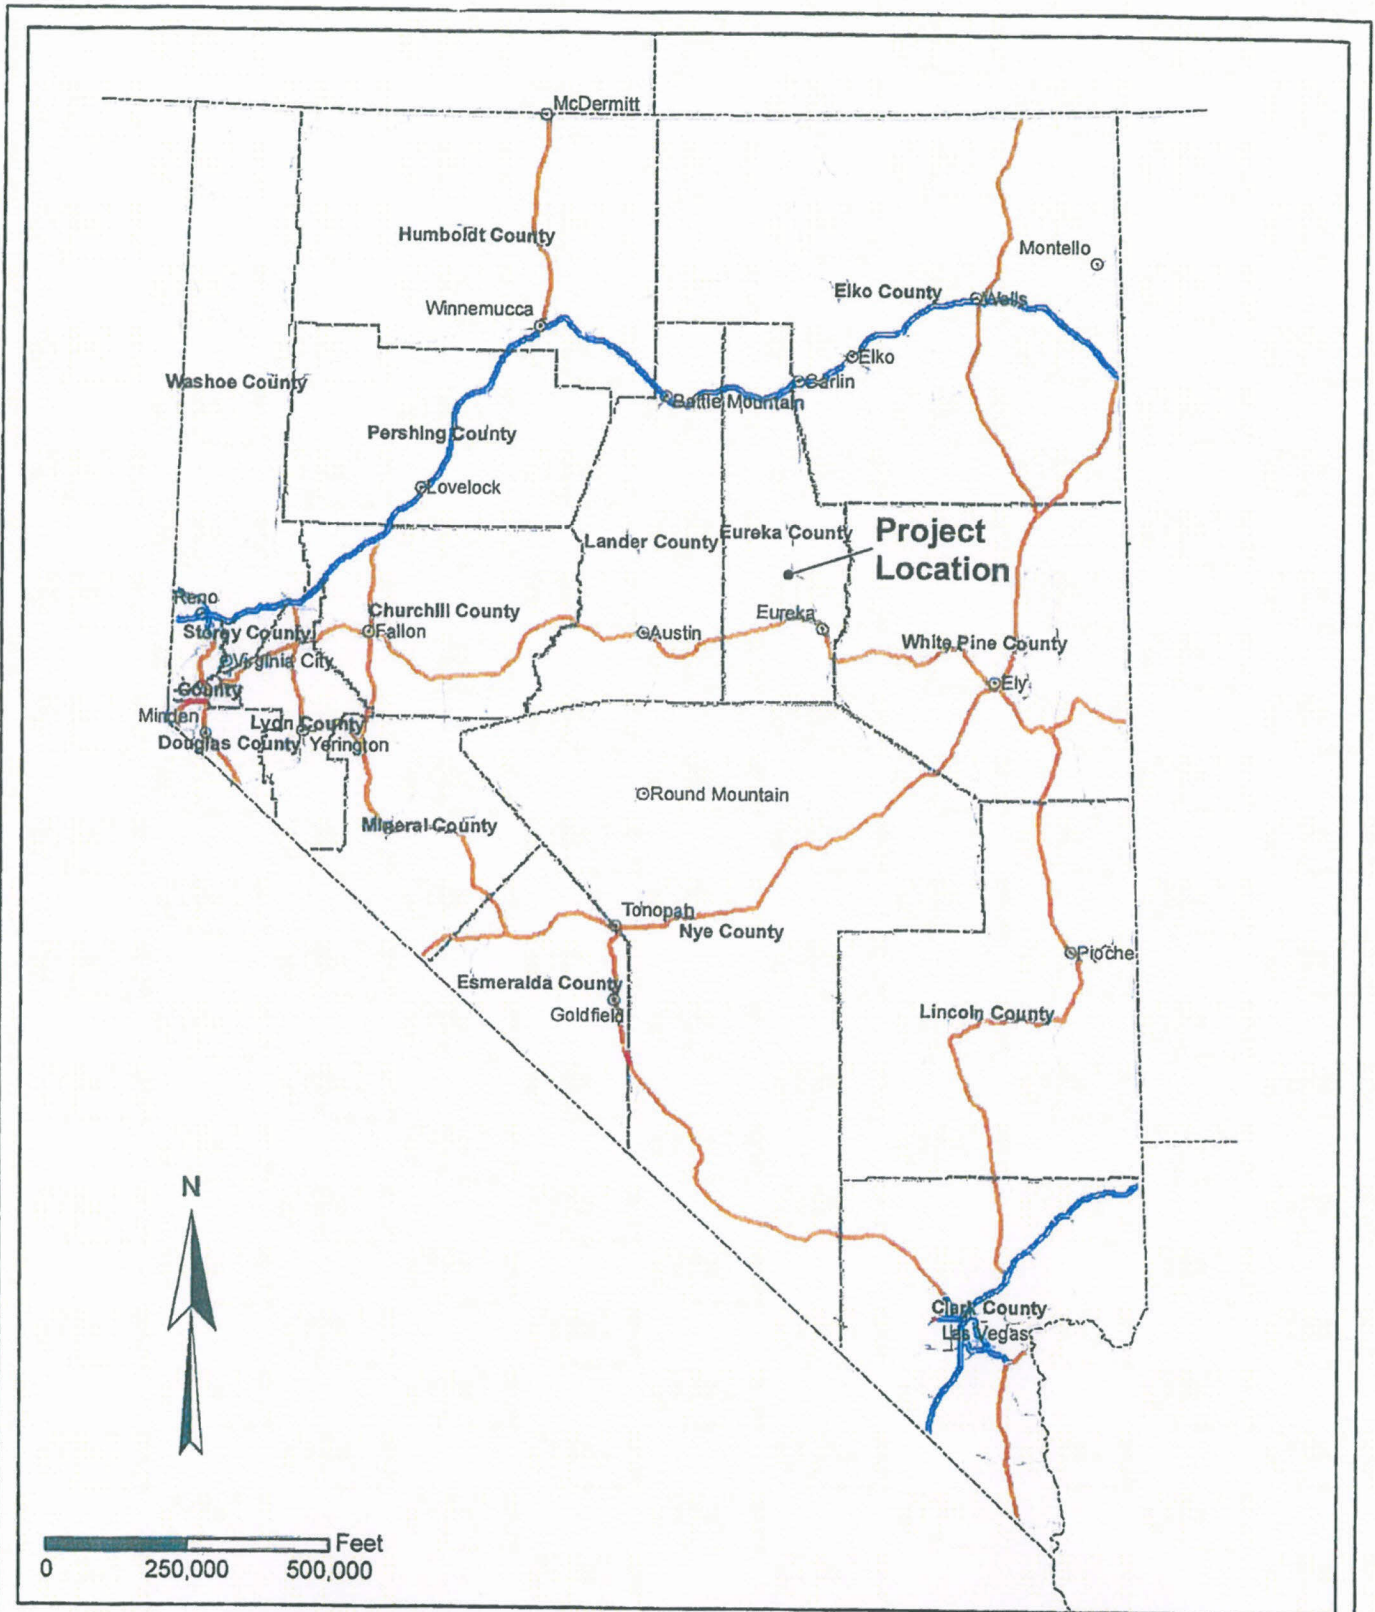 McDermitt
Humboldt County
Montello
Elko County
Wells
Winnemucca
Elko
Washoe County
Carlin
Battle Mountain
Pershing County
Lovelock
Project
Location
Eureka County
Lander County
Reno
Churchill County
Eureka
Storey County
Fallon
Austin
White Pine County
Virginia City
Ely
County
Minden
Lyon County
Douglas County
Yerington
Round Mountain
Mineral County
Tonopah
Nye County
Pioche
Esmeralda County
Goldfield
Lincoln County
N
Clark County
Las Vegas
Feet
0 250,000 500,000